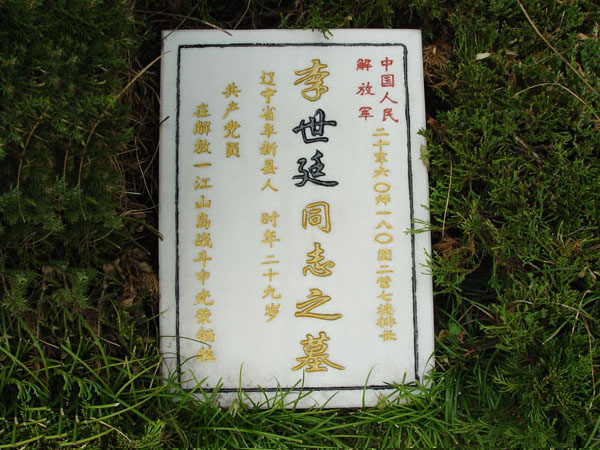 中国人民
解放军
二十军六〇师一八〇团二营七连排长
李世廷同志之墓
辽宁省阜新县人 时年二十九岁
共产党员
在解放一江山岛战斗中光荣牺牲